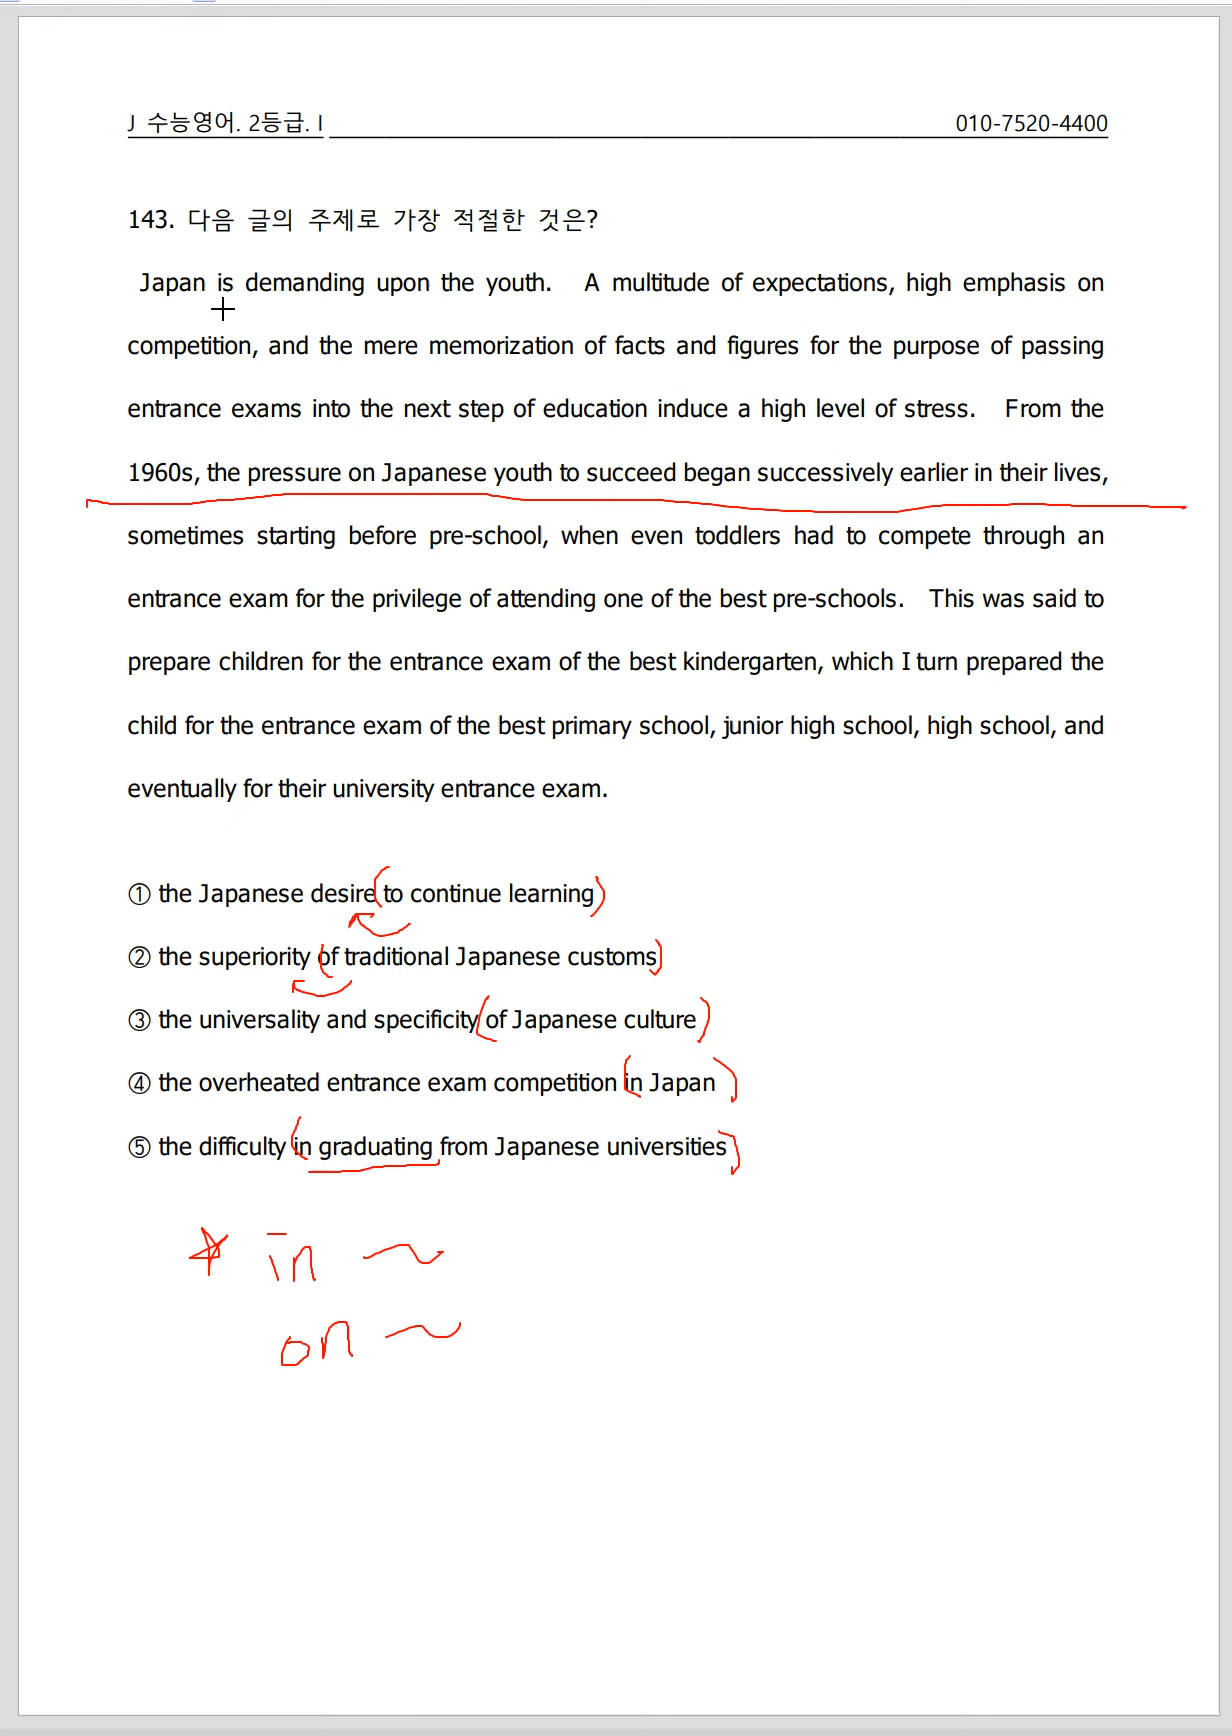 J 수능영어. 2등급. I 010-7520-4400
143. 다음 글의 주제로 가장 적절한 것은?
Japan is demanding upon the youth. A multitude of expectations, high emphasis on
competition, and the mere memorization of facts and figures for the purpose of passing
entrance exams into the next step of education induce a high level of stress. From the
1960s, the pressure on Japanese youth to succeed began successively earlier in their lives,
sometimes starting before pre-school, when even toddlers had to compete through an
entrance exam for the privilege of attending one of the best pre-schools. This was said to
prepare children for the entrance exam of the best kindergarten, which I turn prepared the
child for the entrance exam of the best primary school, junior high school, high school, and
eventually for their university entrance exam.
① the Japanese desire (to continue learning)
② the superiority (of traditional Japanese customs)
③ the universality and specificity (of Japanese culture)
④ the overheated entrance exam competition (in Japan)
⑤ the difficulty (in graduating from Japanese universities)
* in ~
on ~